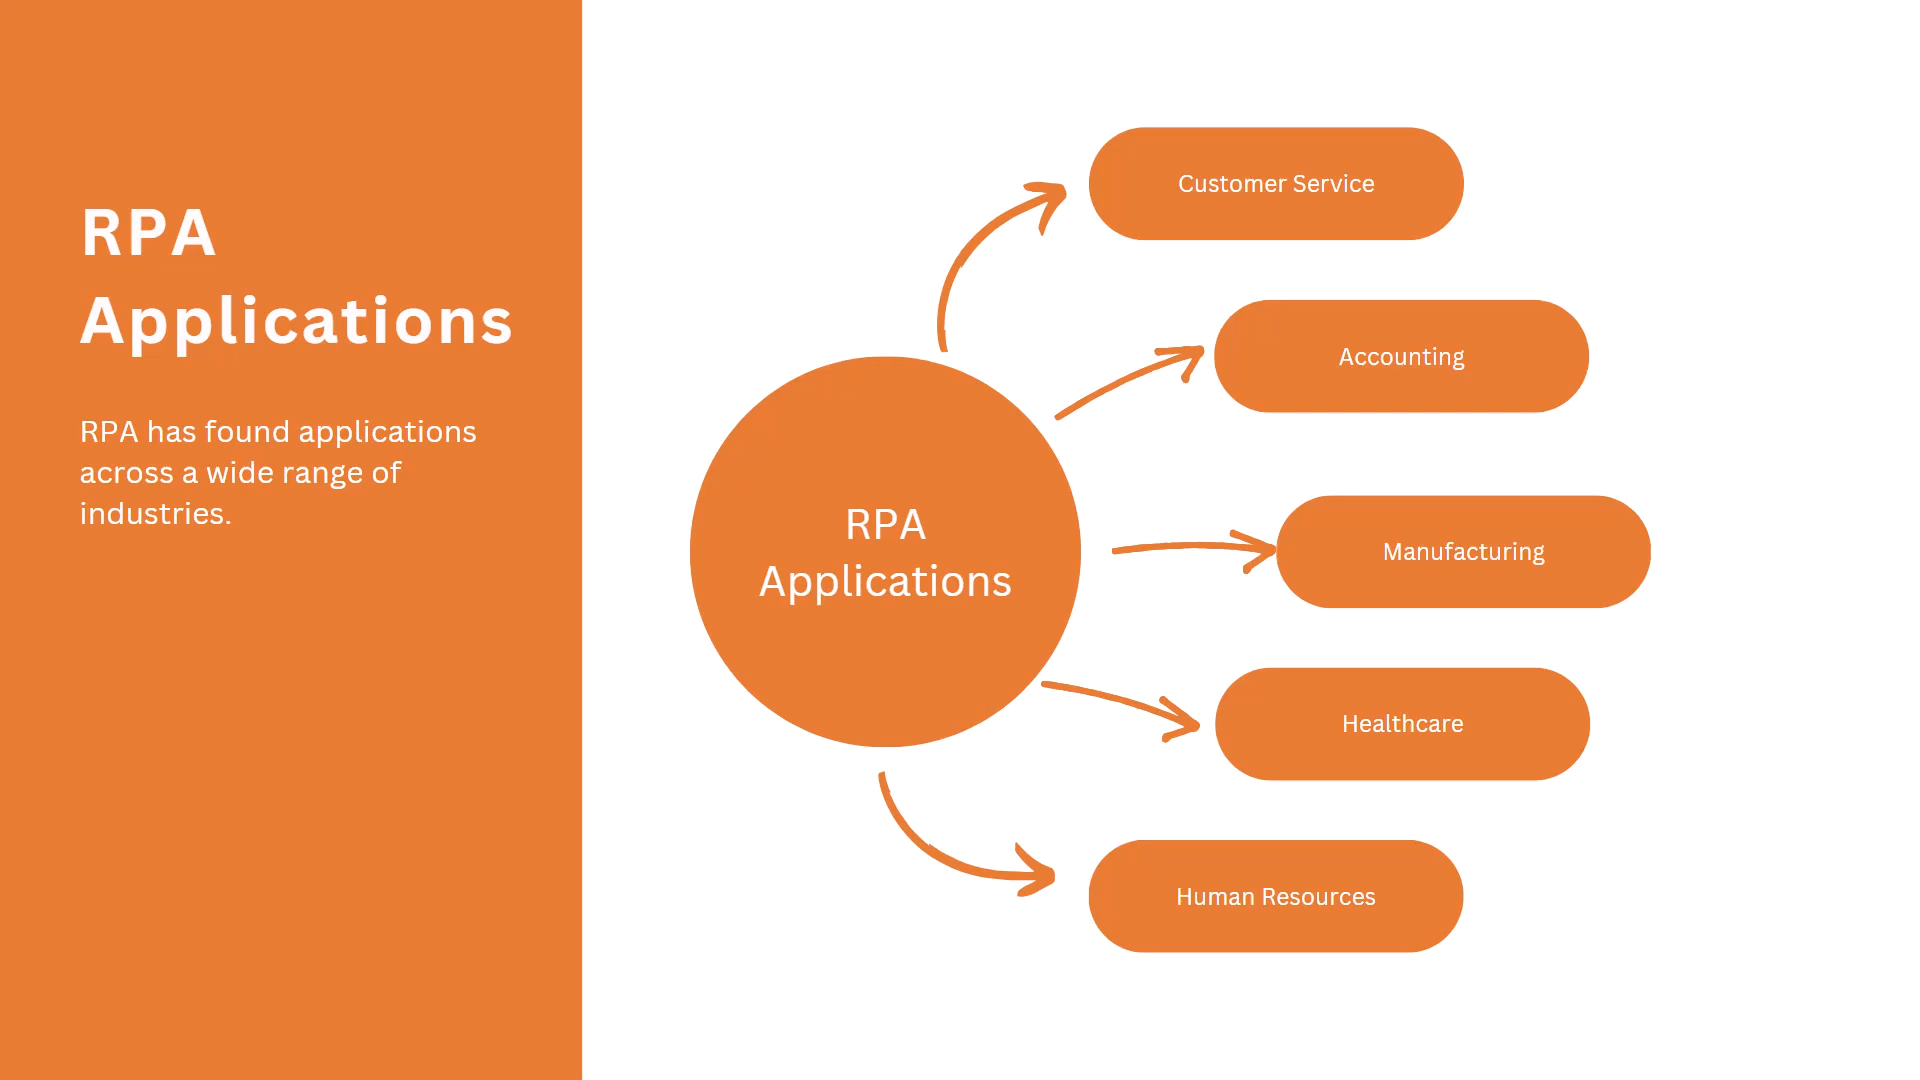 RPA
Applications
RPA has found applications
across a wide range of
industries.
RPA
Applications
Customer Service
Accounting
Manufacturing
Healthcare
Human Resources